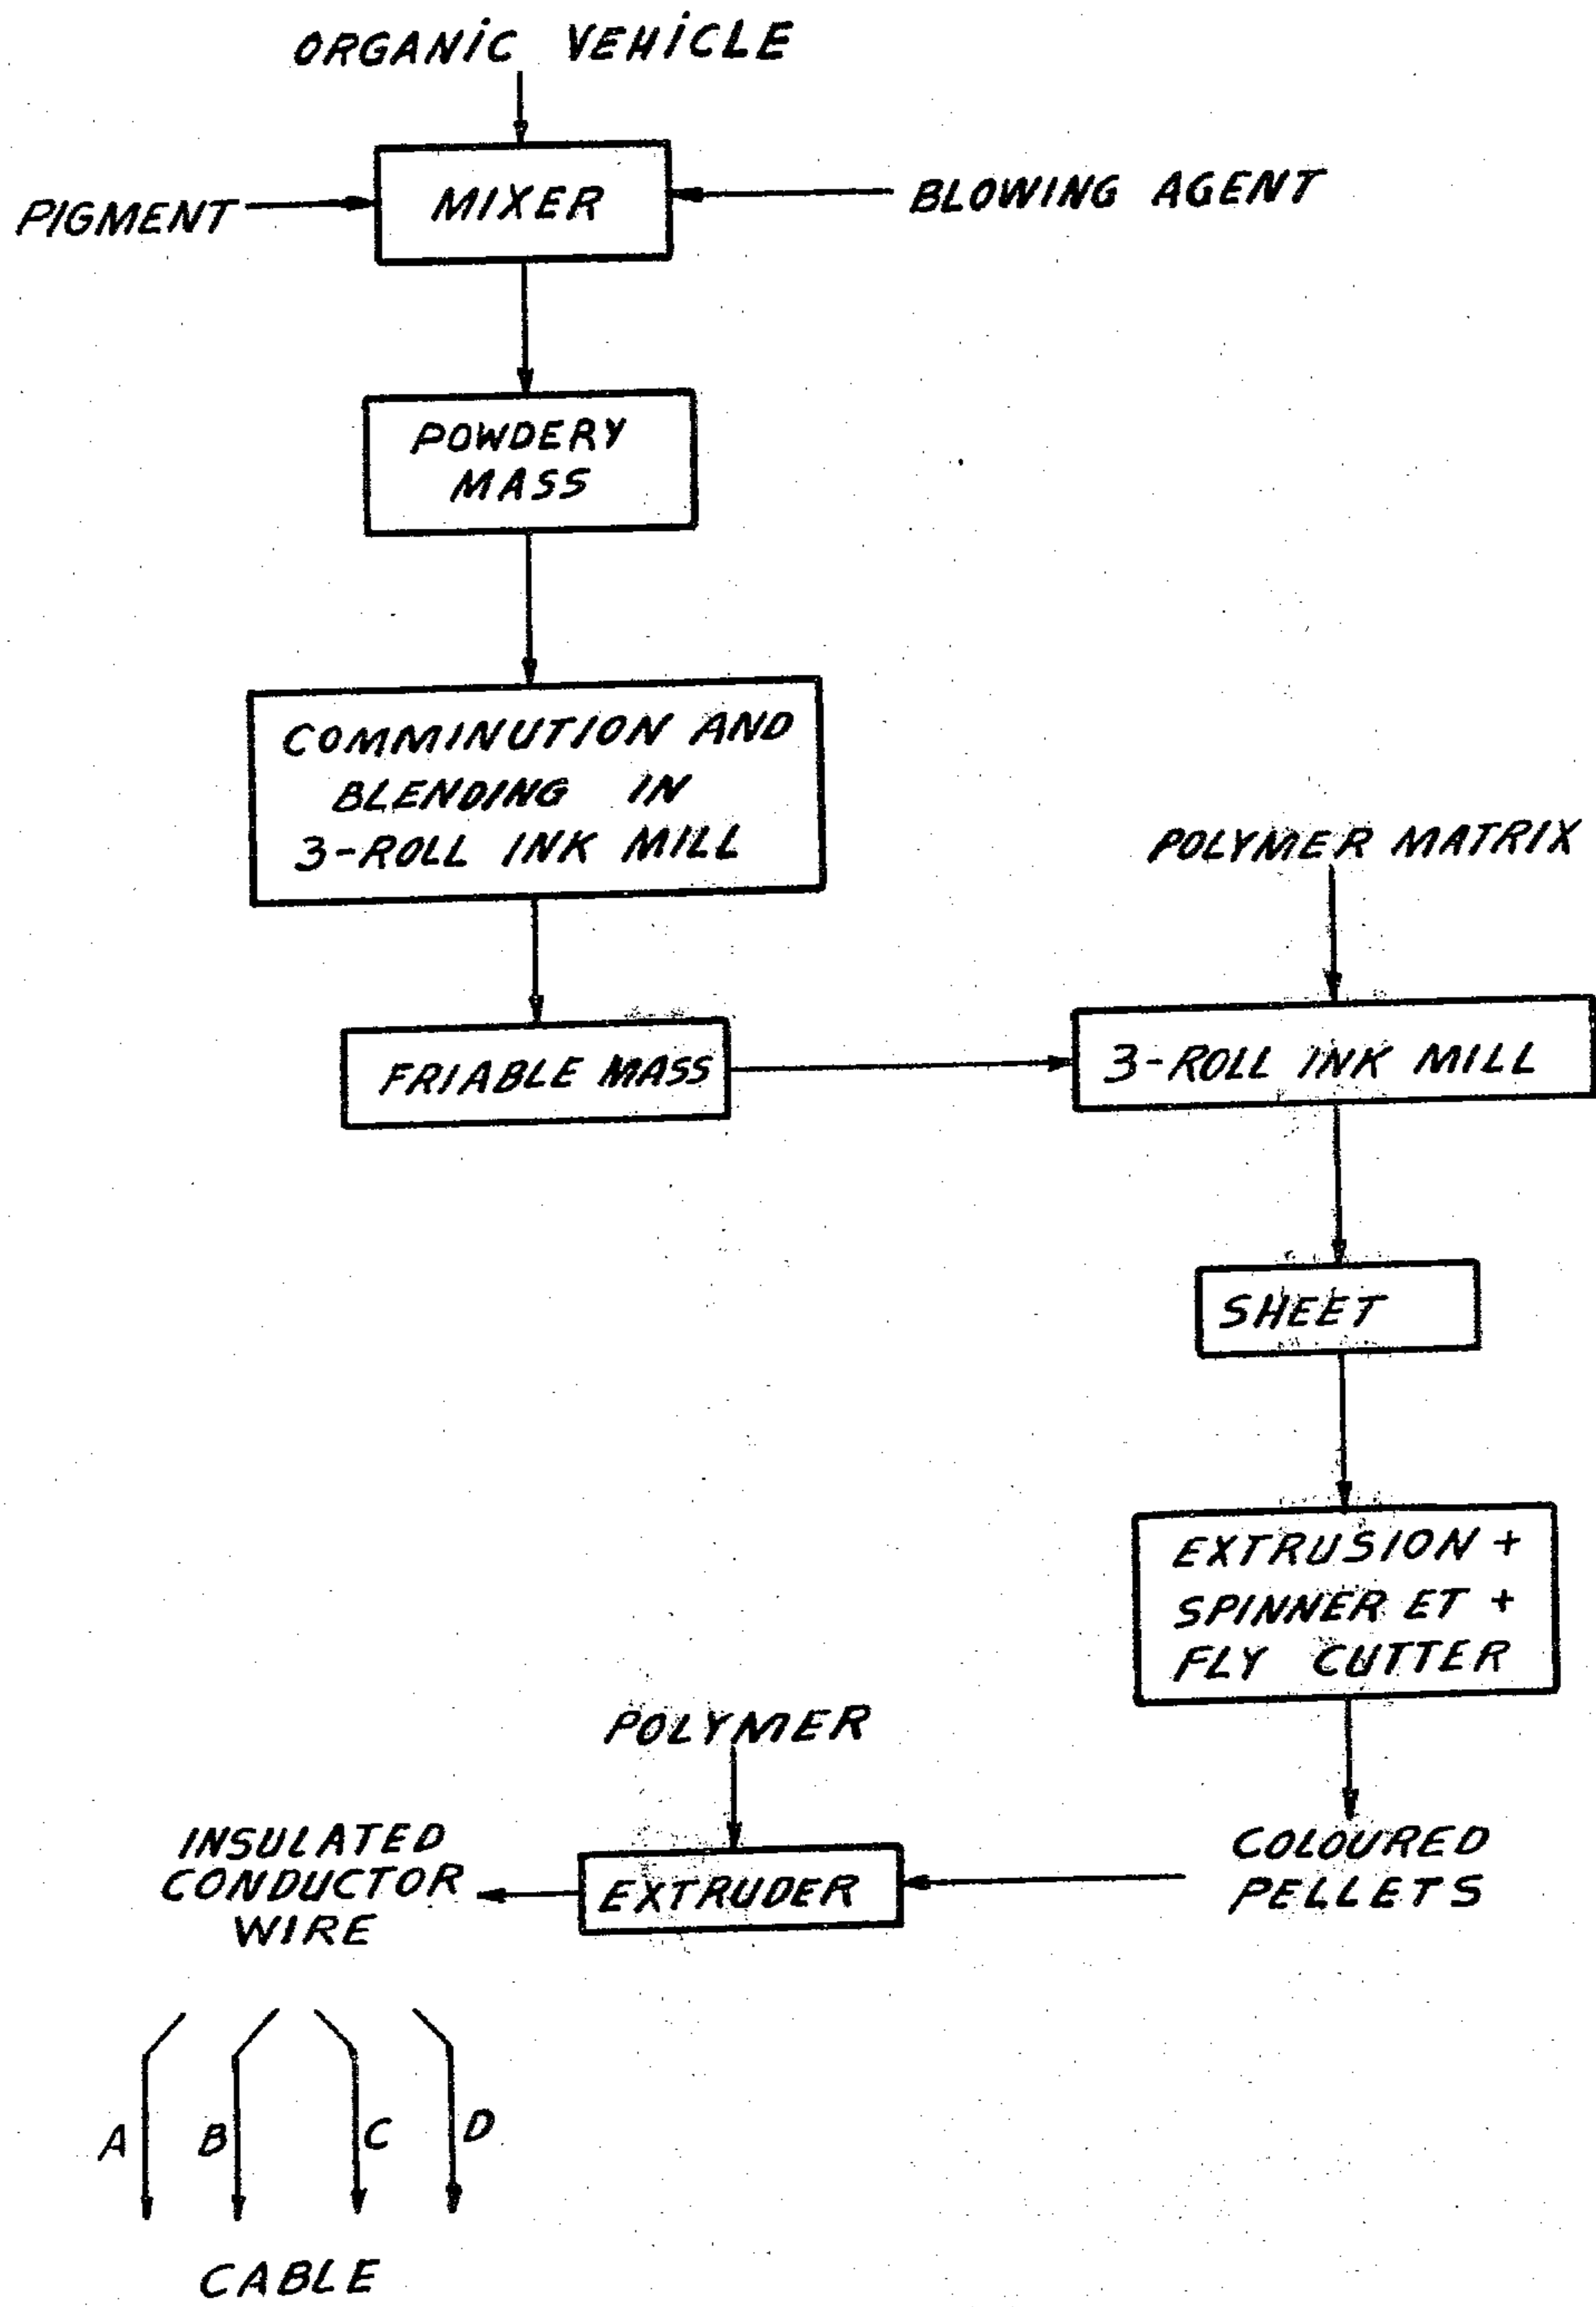 ORGANIC VEHICLE
PIGMENT
MIXER
BLOWING AGENT
POWDERY
MASS
COMMINUTION AND
BLENDING IN
3-ROLL INK MILL
POLYMER MATRIX
FRIABLE MASS
3-ROLL INK MILL
SHEET
EXTRUSION +
SPINNER ET +
FLY CUTTER
POLYMER
INSULATED
CONDUCTOR
WIRE
EXTRUDER
COLOURED
PELLETS
A
B
C
D
CABLE